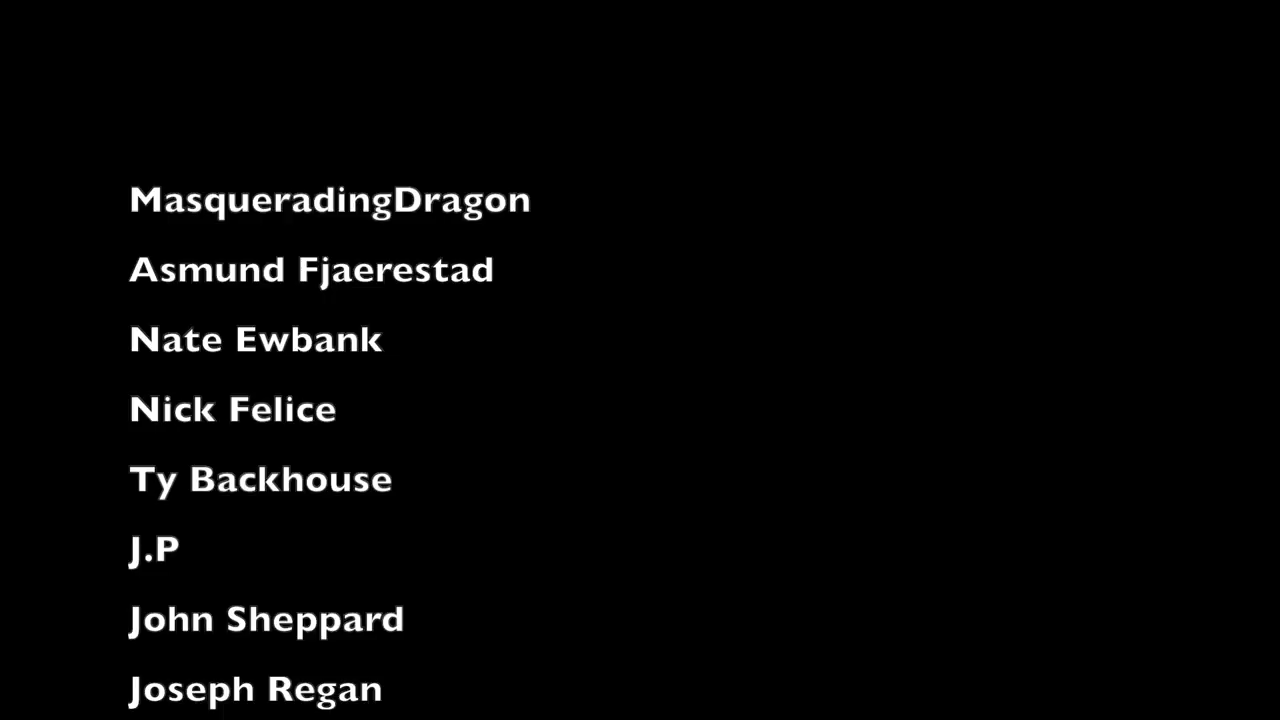 MasqueradingDragon
Asmund Fjaerestad
Nate Ewbank
Nick Felice
Ty Backhouse
J.P
John Sheppard
Joseph Regan